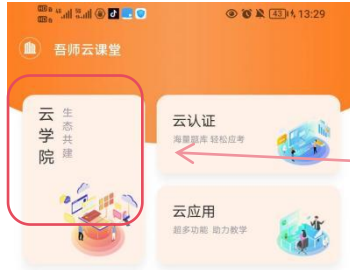 43 13:29
吾师云课堂
云学院
生态共建
云认证
海量题库 轻松应考
云应用
超多功能 助力教学